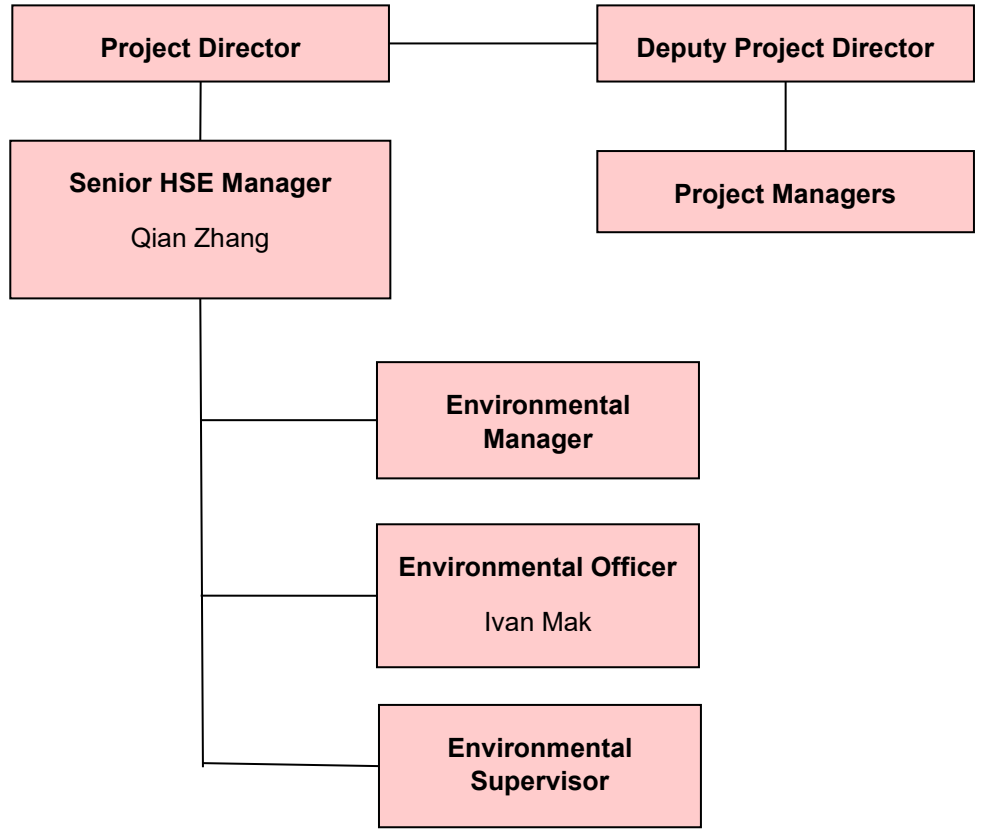 Project Director
Deputy Project Director
Senior HSE Manager
Qian Zhang
Project Managers
Environmental
Manager
Environmental Officer
Ivan Mak
Environmental
Supervisor